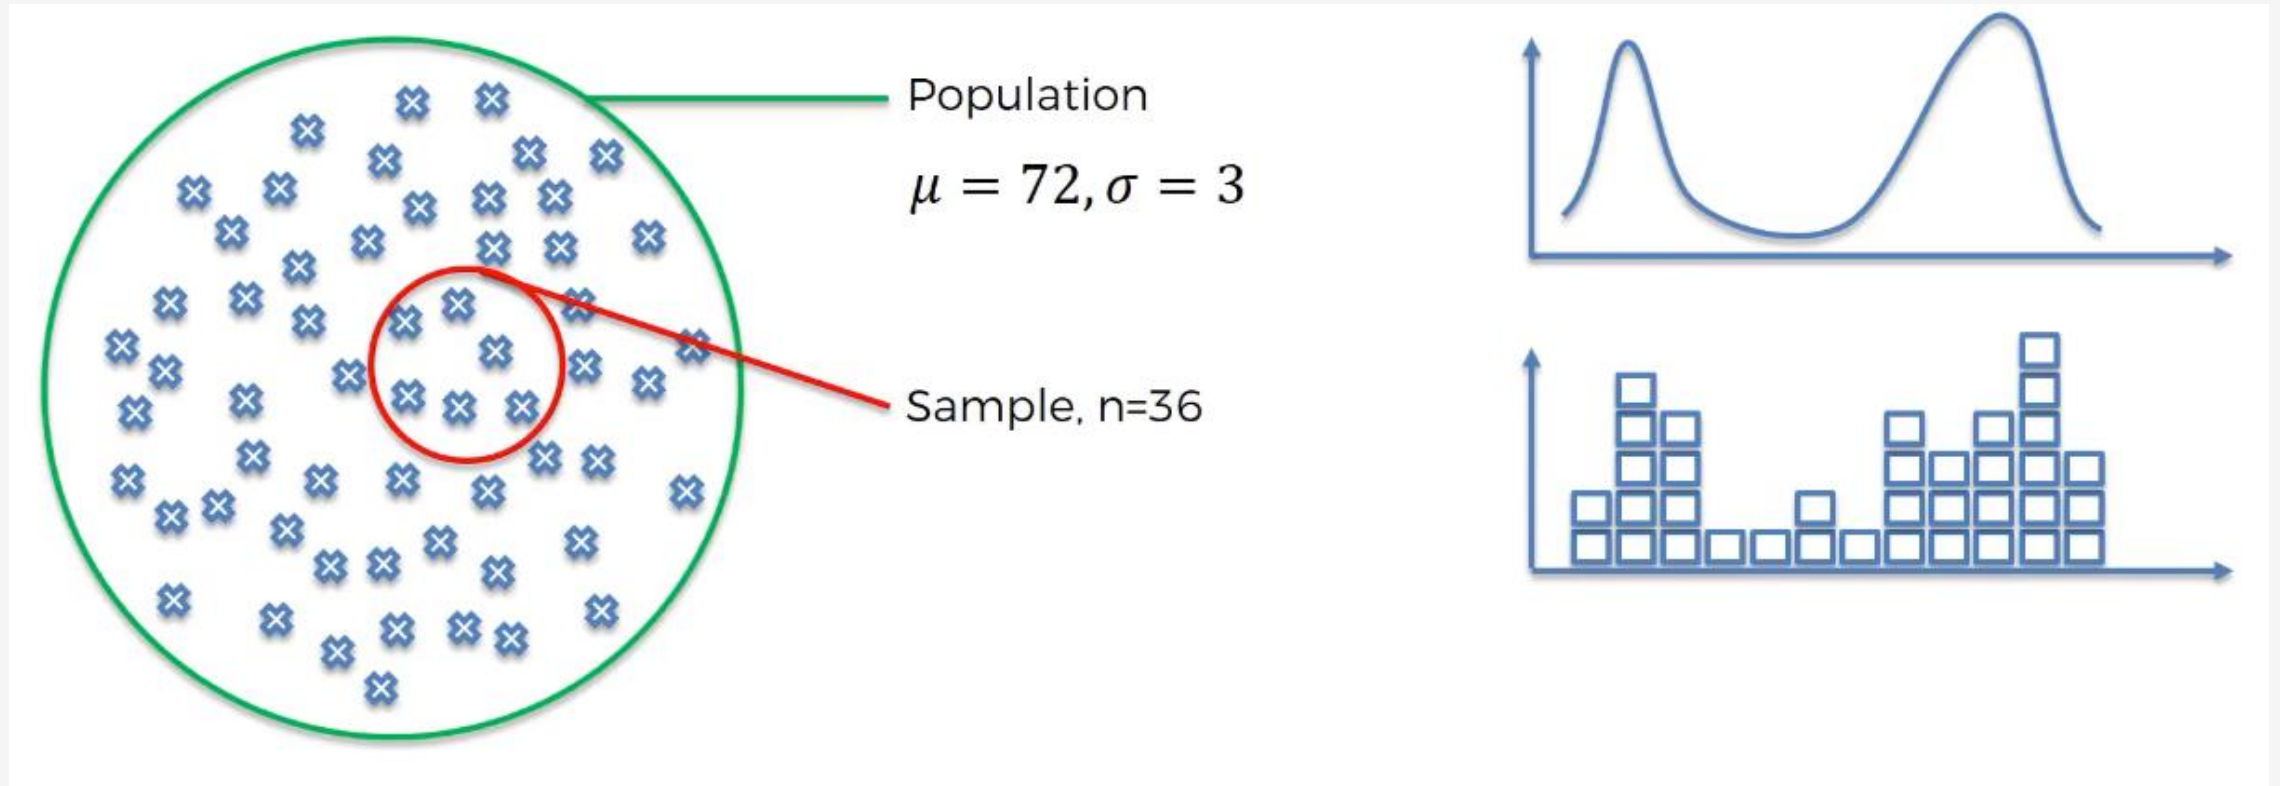 Population
μ = 72, σ = 3
Sample, n=36